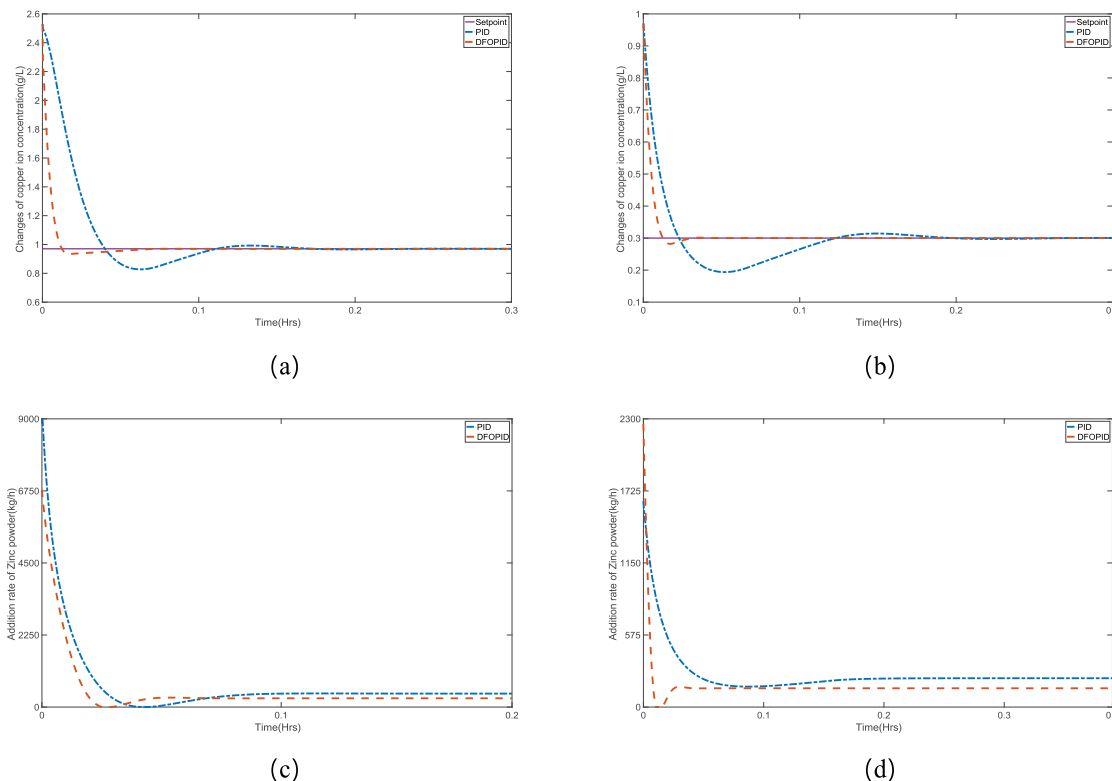 2.6
2.4
2.2
2
1.8
1.6
1.4
1.2
1
0.8
0.6
Changes of copper ion concentration(g/L)
Setpoint
PID
DFOPID
0
0.1
0.2
0.3
Time(Hrs)
(a)
1
0.9
0.8
0.7
0.6
0.5
0.4
0.3
0.2
0.1
Changes of copper ion concentration(g/L)
Setpoint
PID
DFOPID
0
0.1
0.2
Time(Hrs)
(b)
9000
6750
4500
2250
0
Addition rate of Zinc powder(kg/h)
PID
DFOPID
0
0.1
0.2
Time(Hrs)
(c)
2300
1725
1150
575
0
Addition rate of Zinc powder(kg/h)
PID
DFOPID
0
0.1
0.2
0.3
Time(Hrs)
(d)